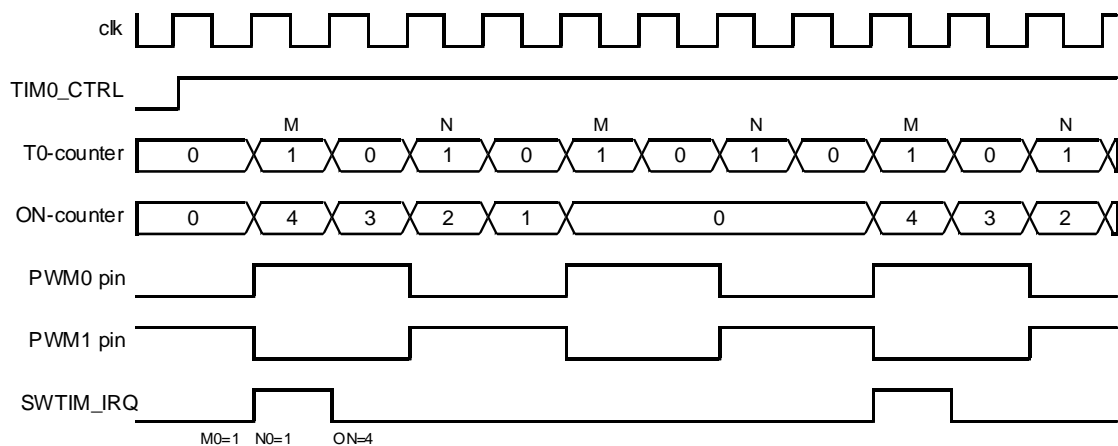 clk
TIM0_CTRL
M N M N M N
T0-counter 0 1 0 1 0 1 0 1 0 1 0 1
ON-counter 0 4 3 2 1 0 4 3 2
PWM0 pin
PWM1 pin
SWTIM_IRQ
M0=1 N0=1 ON=4